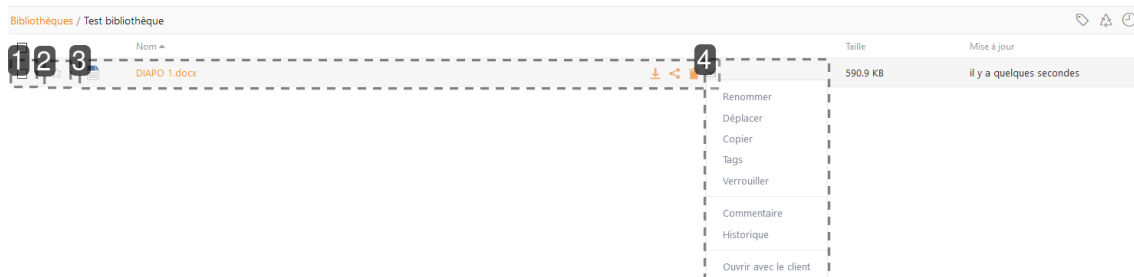 Bibliothèques / Test bibliothèque
Nom Taille Mise à jour
1 2 3 4
DIAPO 1.docx 590.9 KB il y a quelques secondes
Renommer
Déplacer
Copier
Tags
Verrouiller
Commentaire
Historique
Ouvrir avec le client